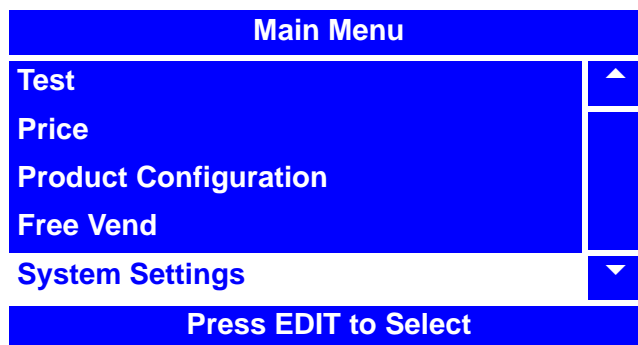 Main Menu
Test
Price
Product Configuration
Free Vend
System Settings
Press EDIT to Select